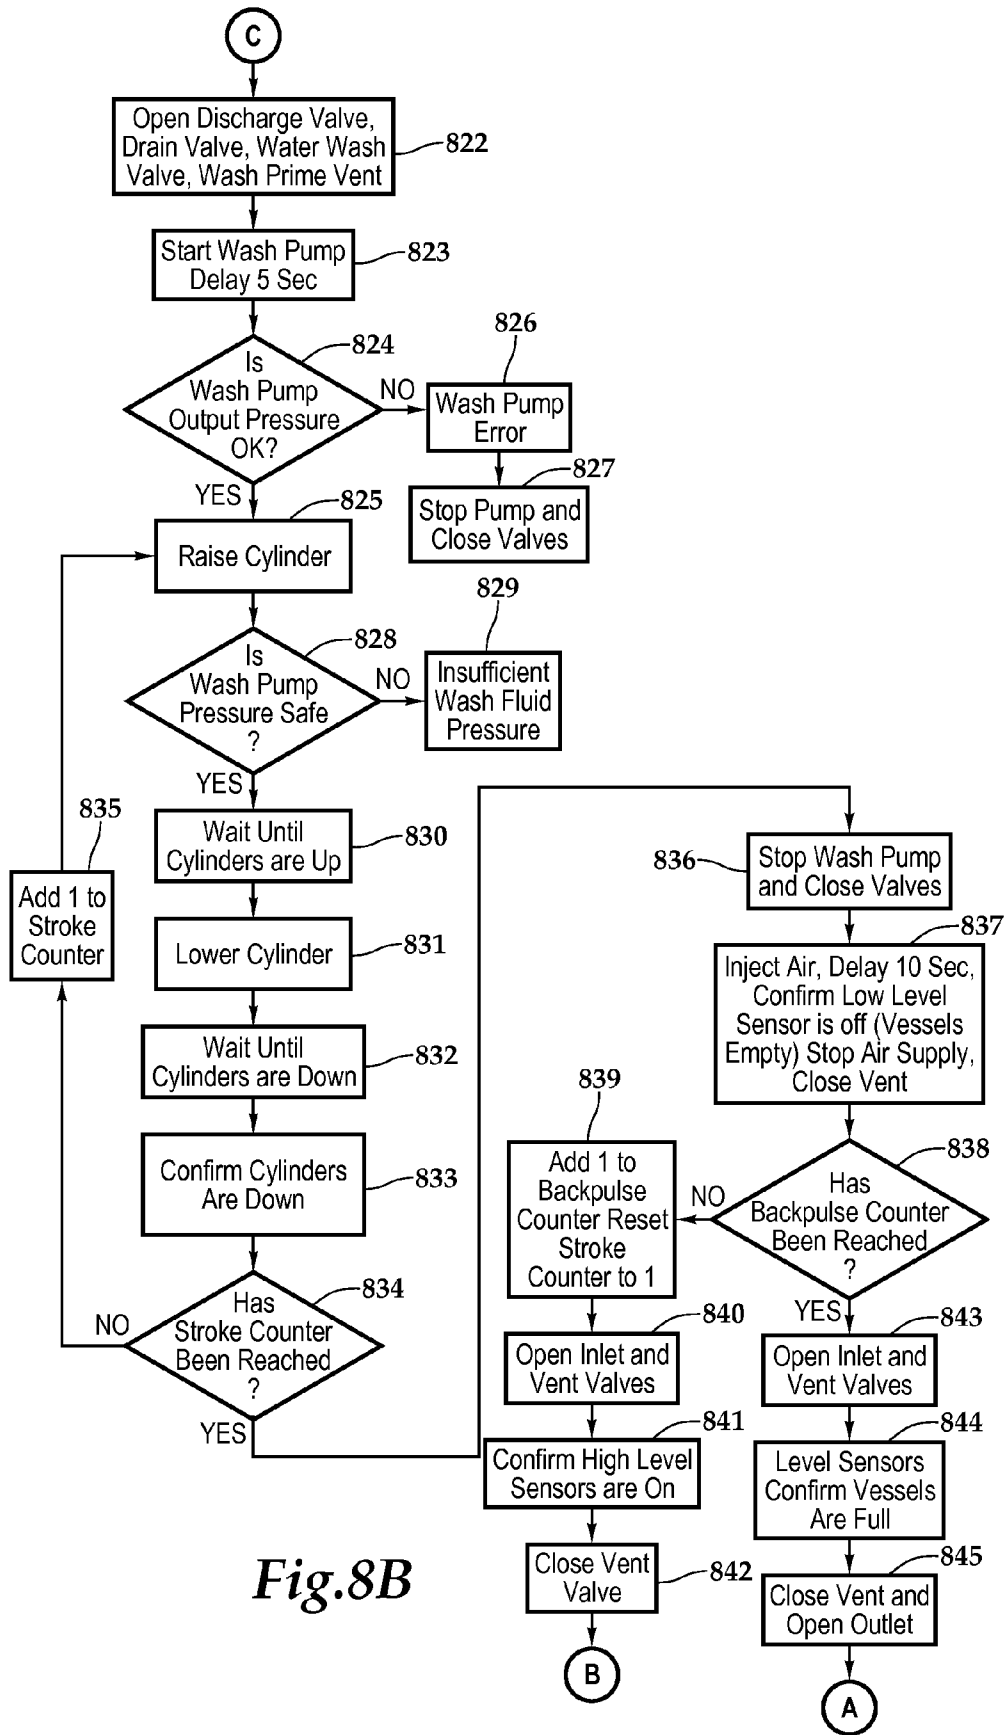 C
Open Discharge Valve,
Drain Valve, Water Wash
Valve, Wash Prime Vent
822
Start Wash Pump
Delay 5 Sec
823
Is
Wash Pump
Output Pressure
OK?
824
NO
YES
826
Wash Pump
Error
827
Stop Pump and
Close Valves
825
Raise Cylinder
828
Is
Wash Pump
Pressure Safe
?
NO
YES
829
Insufficient
Wash Fluid
Pressure
830
Wait Until
Cylinders are Up
831
Lower Cylinder
832
Wait Until
Cylinders are Down
833
Confirm Cylinders
Are Down
834
Has
Stroke Counter
Been Reached
?
NO
YES
835
Add 1 to
Stroke
Counter
836
Stop Wash Pump
and Close Valves
837
Inject Air, Delay 10 Sec,
Confirm Low Level
Sensor is off (Vessels
Empty) Stop Air Supply,
Close Vent
838
Has
Backpulse Counter
Been Reached
?
NO
YES
839
Add 1 to
Backpulse
Counter Reset
Stroke
Counter to 1
840
Open Inlet and
Vent Valves
841
Confirm High Level
Sensors are On
842
Close Vent
Valve
B
843
Open Inlet and
Vent Valves
844
Level Sensors
Confirm Vessels
Are Full
845
Close Vent and
Open Outlet
A
Fig.8B